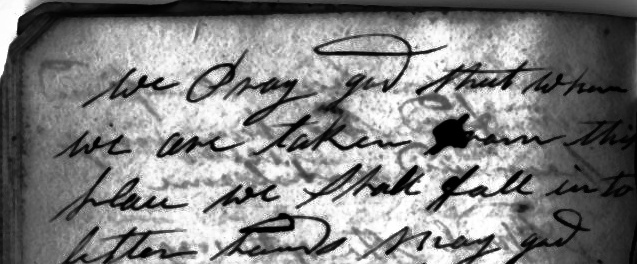 we Pray god that when
we are taken from this
place we Shall fall into
better hands may god